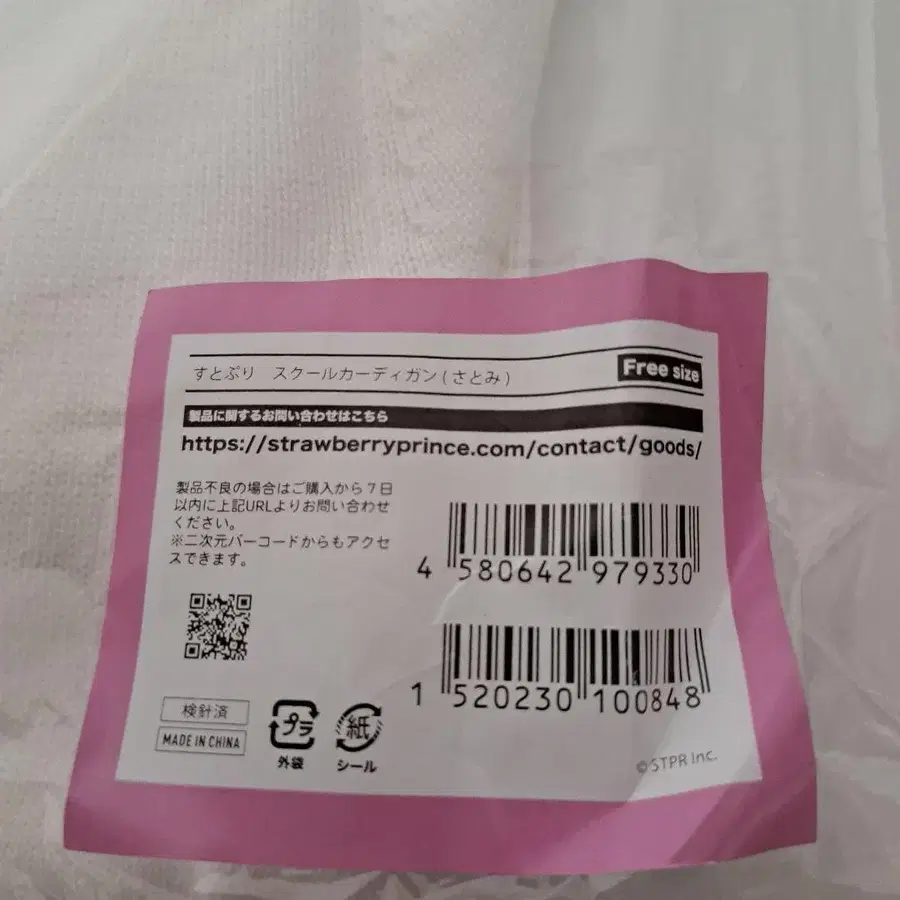 すとぷり　スクールカーディガン(さとみ)
Free size
製品に関するお問い合わせはこちら
https://strawberryprince.com/contact/goods/
製品不良の場合はご購入から7日
以内に上記URLよりお問い合わせ
ください。
※二次元バーコードからもアクセ
スできます。
4 580642 979330
1 520230 100848
検針済
MADE IN CHINA
プラ
外袋
紙
シール
©STPR Inc.